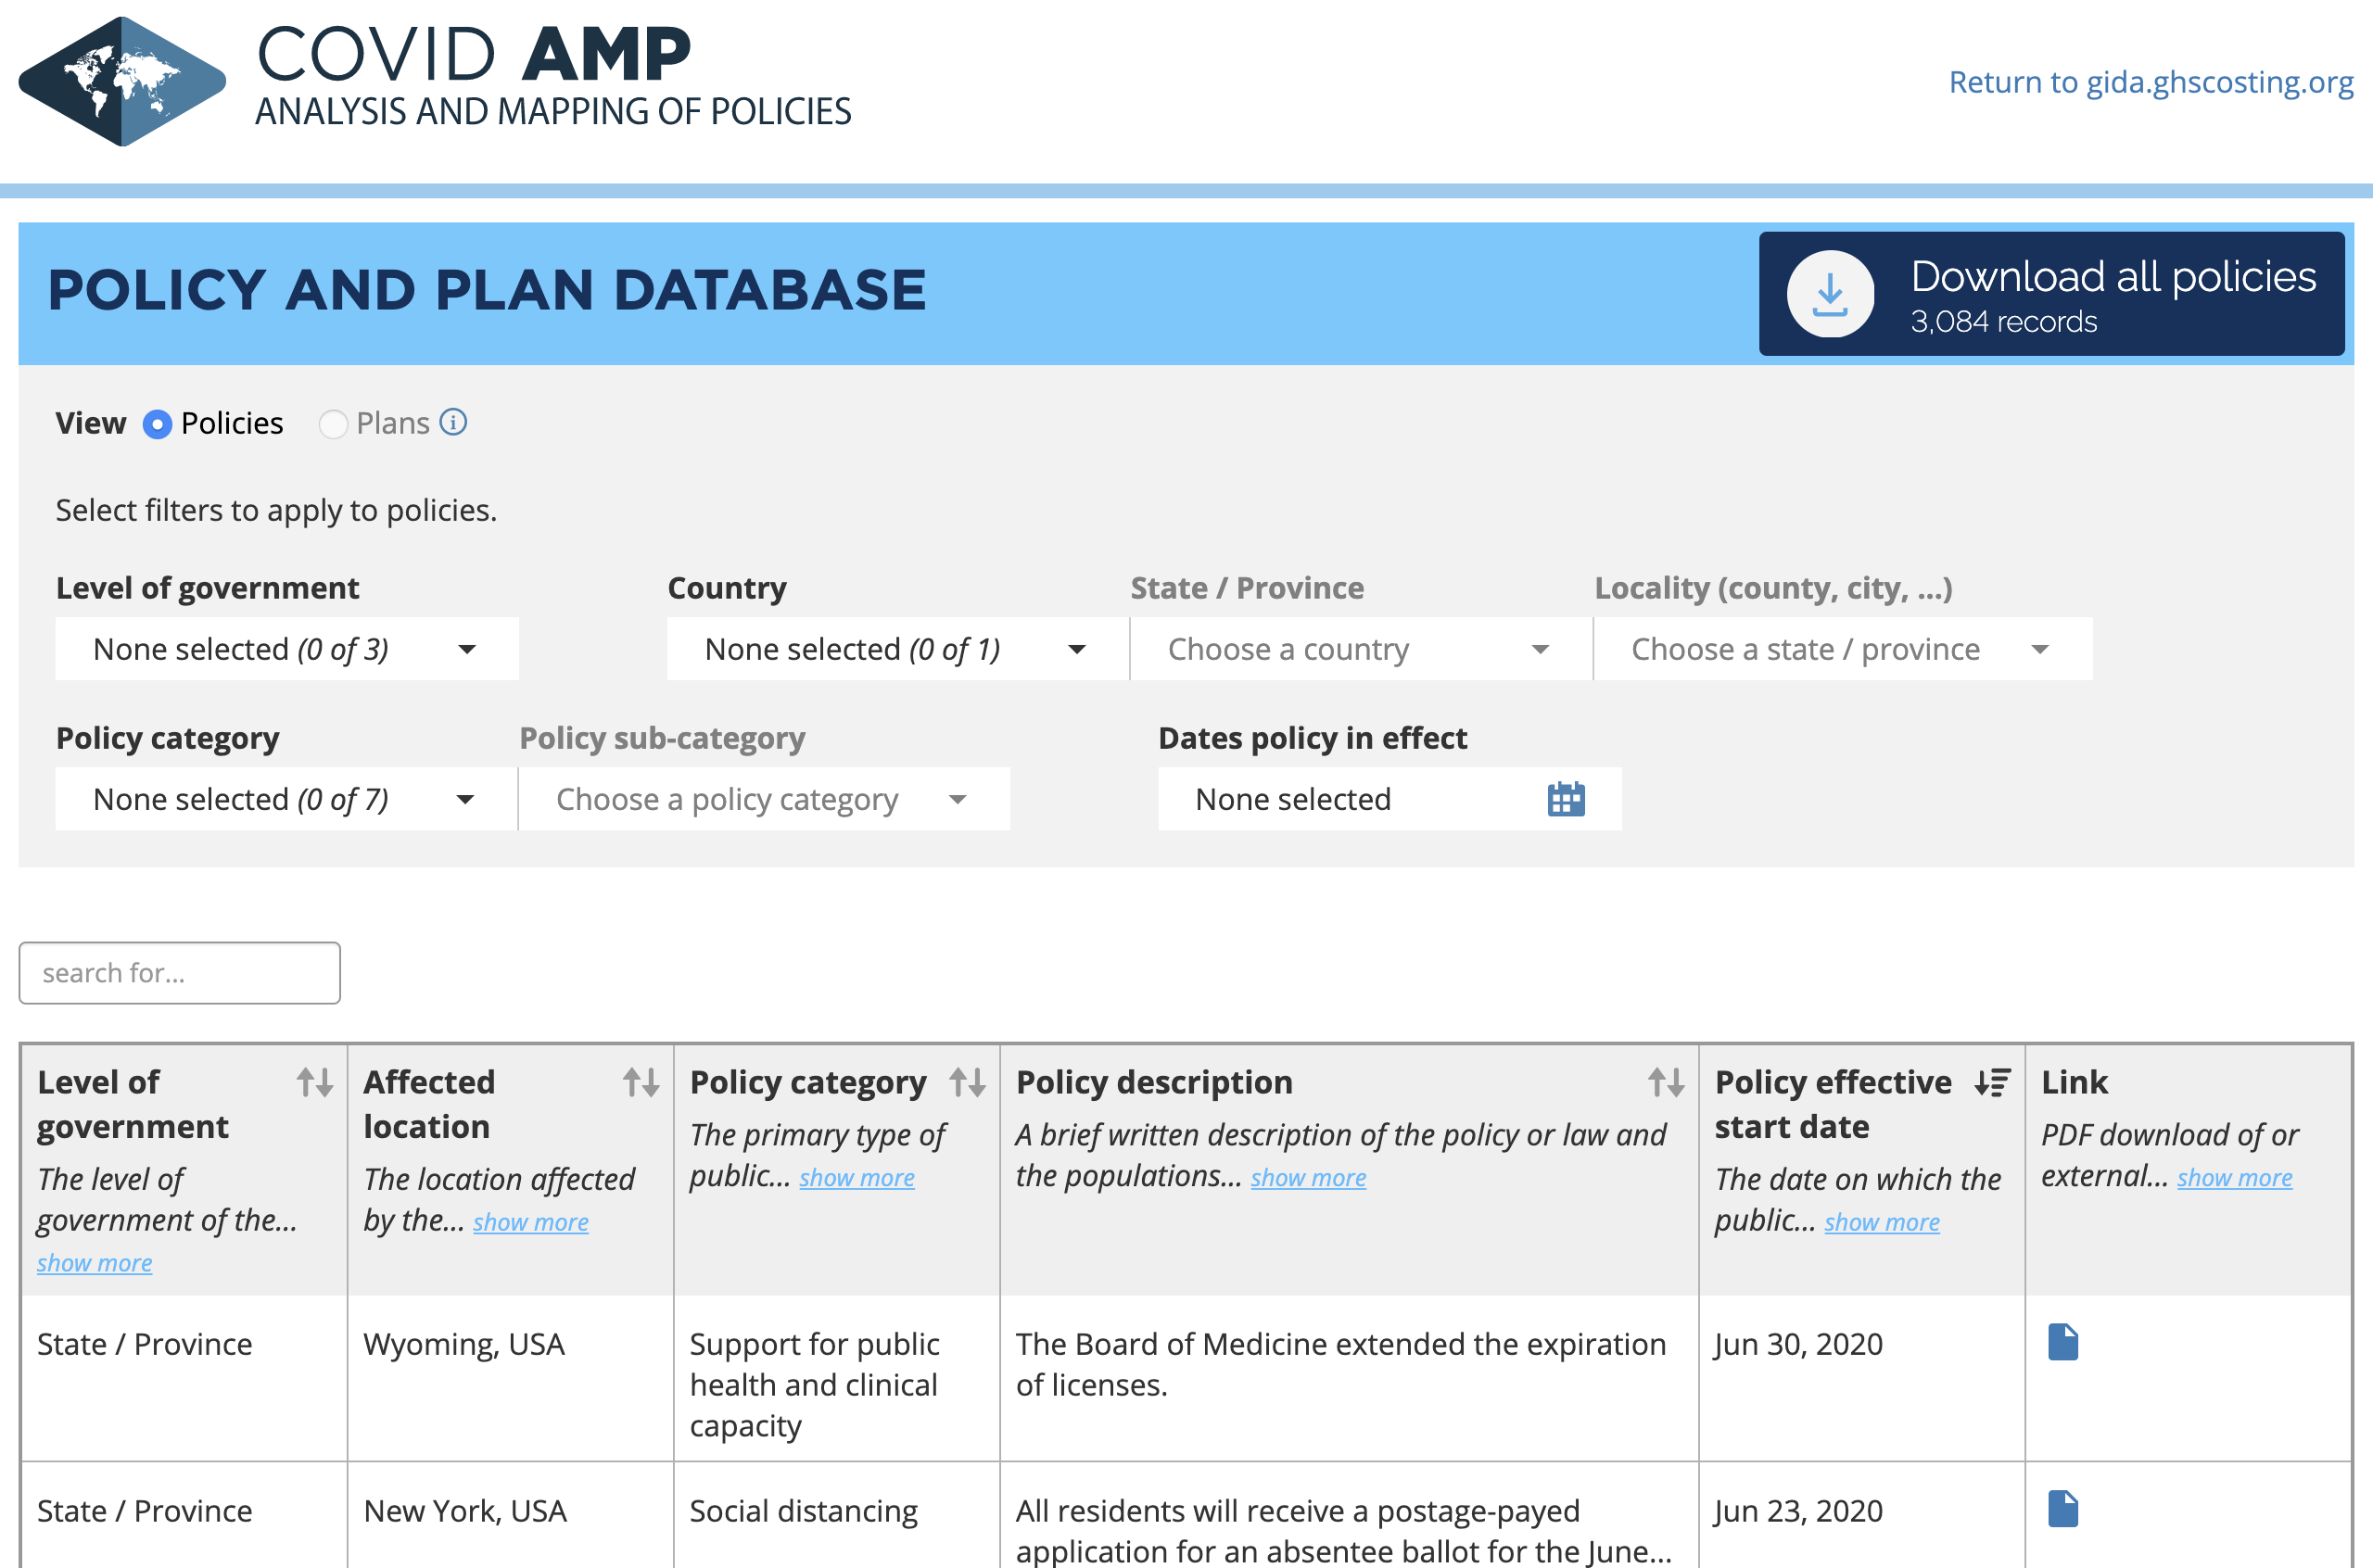 COVID AMP
ANALYSIS AND MAPPING OF POLICIES
Return to gida.ghscosting.org
POLICY AND PLAN DATABASE
Download all policies
3,084 records
View Policies Plans i
Select filters to apply to policies.
Level of government Country State / Province Locality (county, city, ...)
None selected (0 of 3) None selected (0 of 1) Choose a country Choose a state / province
Policy category Policy sub-category Dates policy in effect
None selected (0 of 7) Choose a policy category None selected
search for...
Level of
government
The level of
government of the...
show more
Affected
location
The location affected
by the... show more
Policy category
The primary type of
public... show more
Policy description
A brief written description of the policy or law and
the populations... show more
Policy effective
start date
The date on which the
public... show more
Link
PDF download of or
external... show more
State / Province
Wyoming, USA
Support for public
health and clinical
capacity
The Board of Medicine extended the expiration
of licenses.
Jun 30, 2020
State / Province
New York, USA
Social distancing
All residents will receive a postage-payed
application for an absentee ballot for the June...
Jun 23, 2020